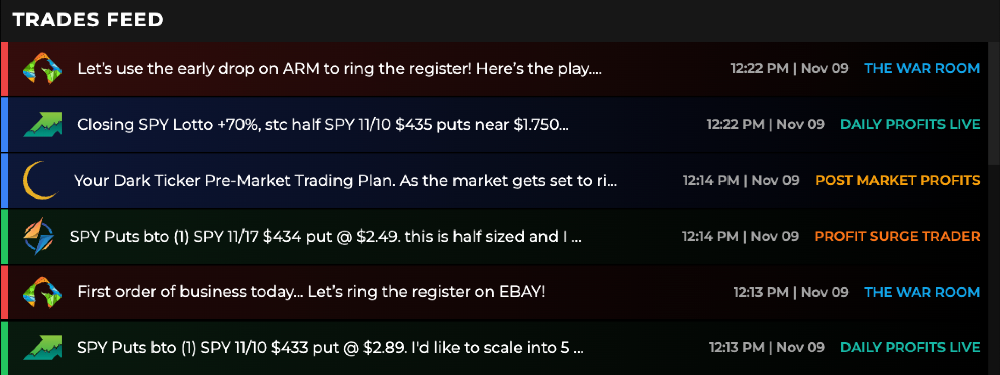 TRADES FEED
Let’s use the early drop on ARM to ring the register! Here’s the play.... 12:22 PM | Nov 09 THE WAR ROOM
Closing SPY Lotto +70%, stc half SPY 11/10 $435 puts near $1.750... 12:22 PM | Nov 09 DAILY PROFITS LIVE
Your Dark Ticker Pre-Market Trading Plan. As the market gets set to ri... 12:14 PM | Nov 09 POST MARKET PROFITS
SPY Puts bto (1) SPY 11/17 $434 put @ $2.49. this is half sized and I ... 12:14 PM | Nov 09 PROFIT SURGE TRADER
First order of business today... Let’s ring the register on EBAY! 12:13 PM | Nov 09 THE WAR ROOM
SPY Puts bto (1) SPY 11/10 $433 put @ $2.89. I'd like to scale into 5 ... 12:13 PM | Nov 09 DAILY PROFITS LIVE